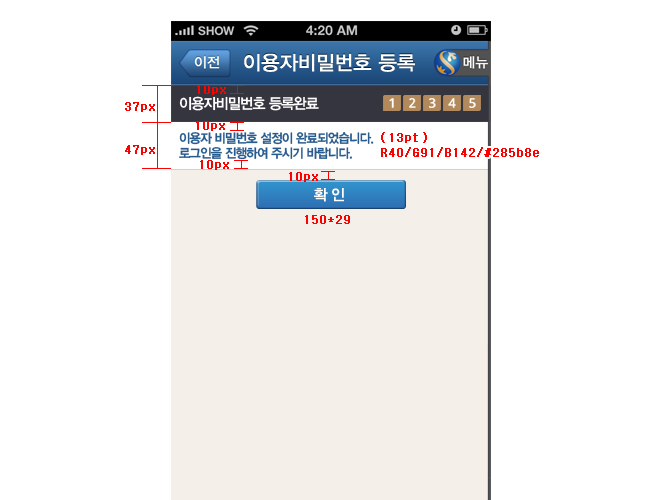 SHOW 4:20 AM
이전 이용자비밀번호 등록 메뉴
10px
37px 이용자비밀번호 등록완료 1 2 3 4 5
10px
이용자 비밀번호 설정이 완료되었습니다. (13pt)
47px 로그인을 진행하여 주시기 바랍니다. R40/G91/B142/#285b8e
10px
10px
확인
150*29